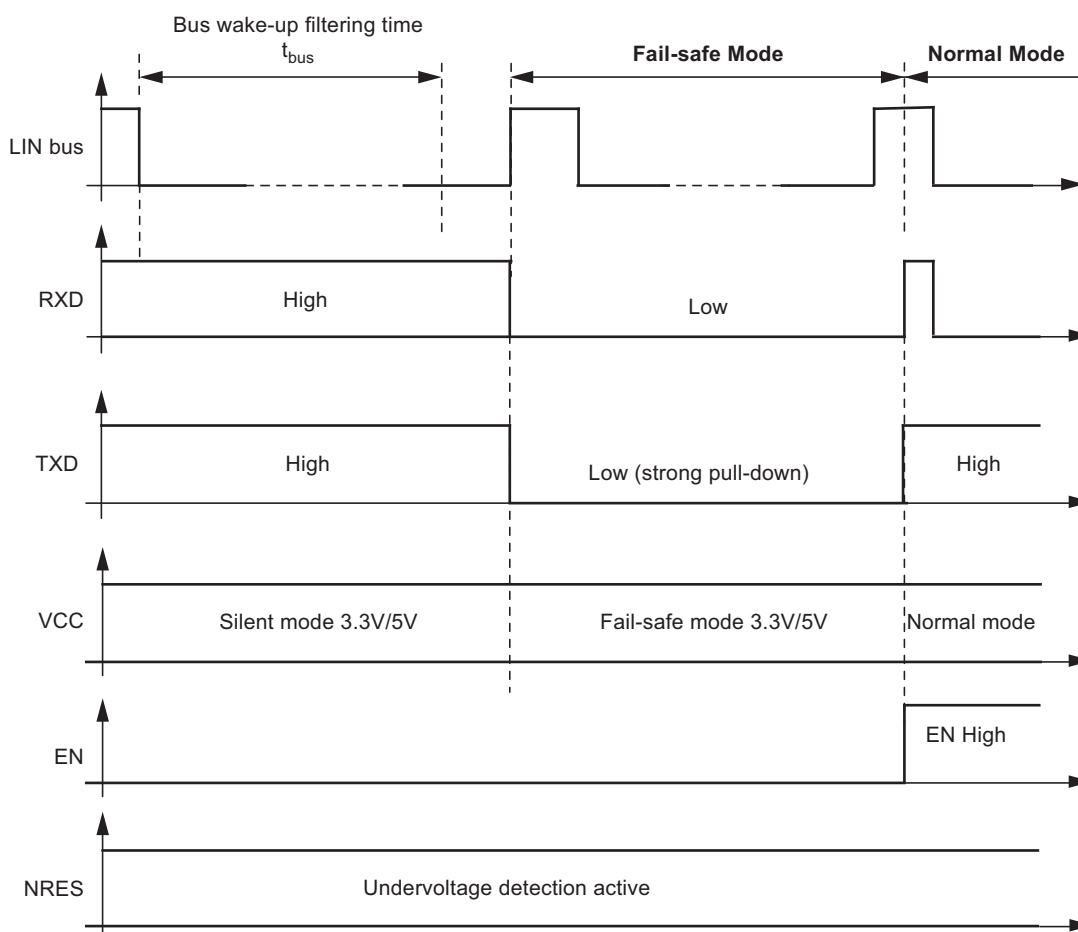 Bus wake-up filtering time
tbus
Fail-safe Mode
Normal Mode
LIN bus
RXD
High
Low
TXD
High
Low (strong pull-down)
High
VCC
Silent mode 3.3V/5V
Fail-safe mode 3.3V/5V
Normal mode
EN
EN High
NRES
Undervoltage detection active